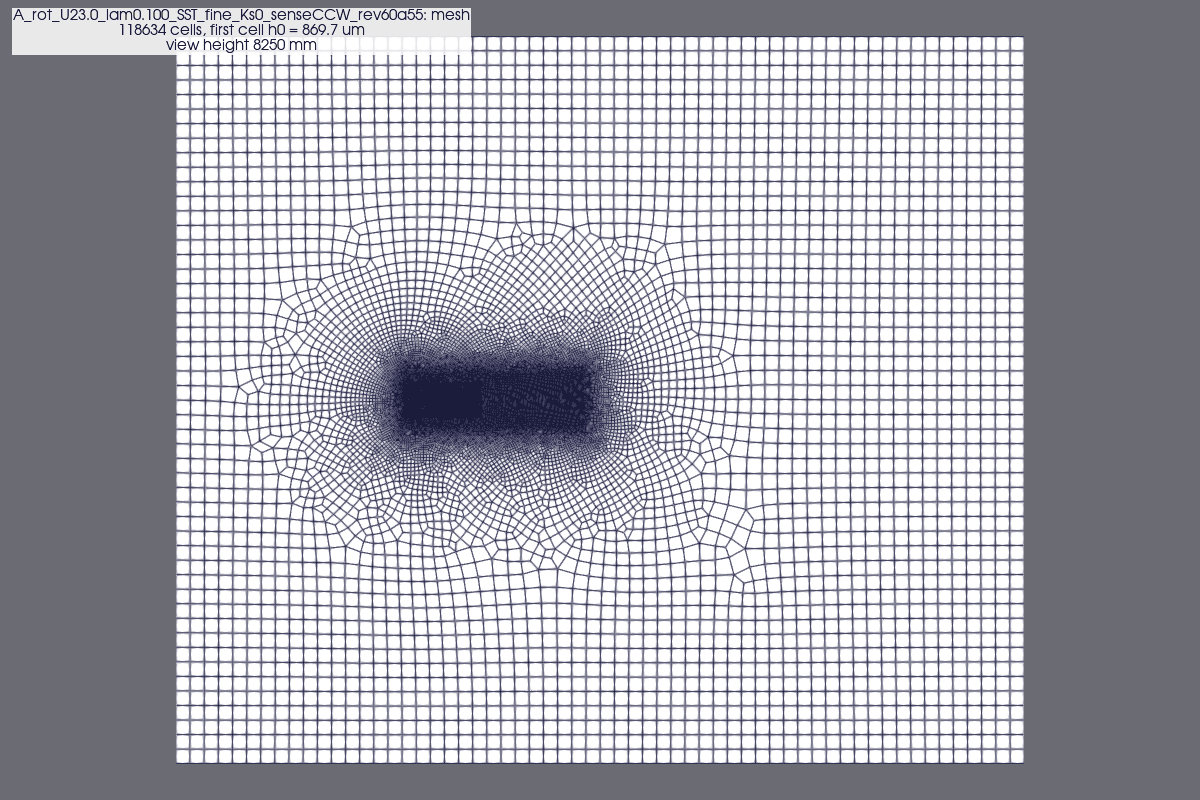 A_rot_U23.0_lam0.100_SST_fine_Ks0_senseCCW_rev60a55: mesh
118634 cells, first cell h0 = 869.7 um
view height 8250 mm